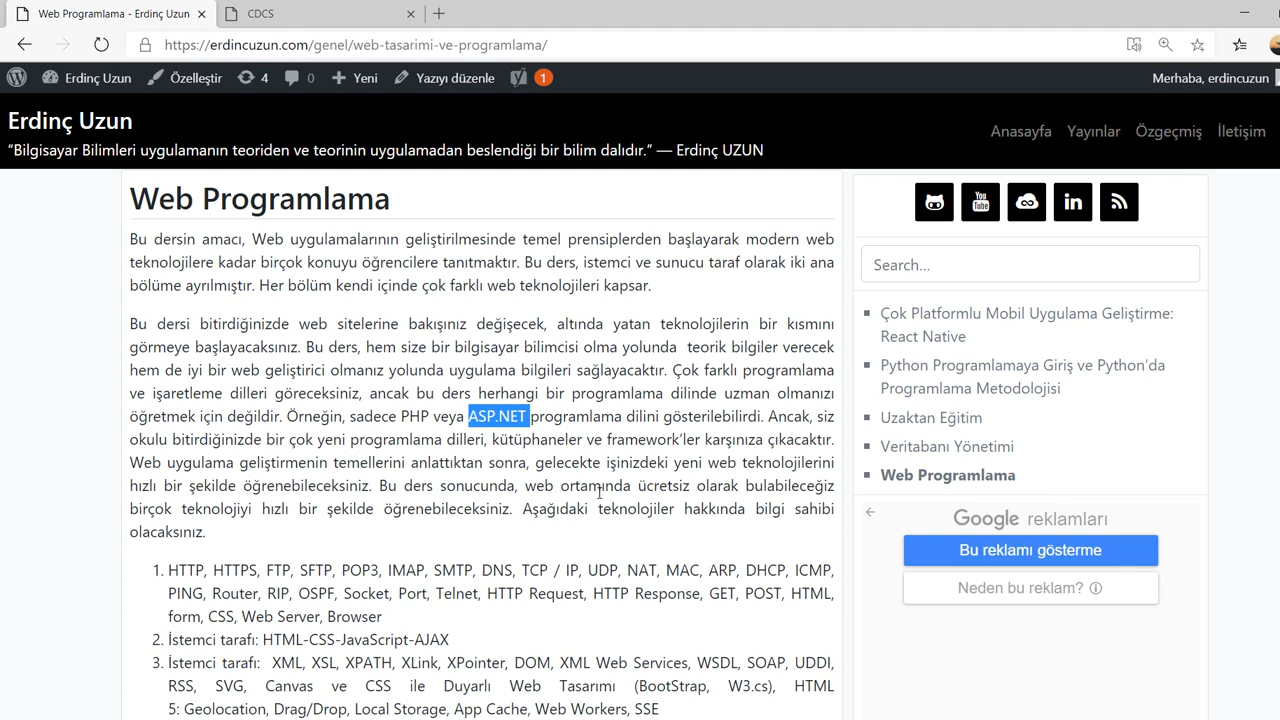 Web Programlama - Erdinç Uzun
CDCS
https://erdincuzun.com/genel/web-tasarimi-ve-programlama/
Erdinç Uzun Özelleştir 4 0 Yeni Yazıyı düzenle 1 Merhaba, erdincuzun
Erdinç Uzun
“Bilgisayar Bilimleri uygulamanın teoriden ve teorinin uygulamadan beslendiği bir bilim dalıdır.“ — Erdinç UZUN
Anasayfa Yayınlar Özgeçmiş İletişim
Web Programlama
Bu dersin amacı, Web uygulamalarının geliştirilmesinde temel prensiplerden başlayarak modern web
teknolojilere kadar birçok konuyu öğrencilere tanıtmaktır. Bu ders, istemci ve sunucu taraf olarak iki ana
bölüme ayrılmıştır. Her bölüm kendi içinde çok farklı web teknolojileri kapsar.
Bu dersi bitirdiğinizde web sitelerine bakışınız değişecek, altında yatan teknolojilerin bir kısmını
görmeye başlayacaksınız. Bu ders, hem size bir bilgisayar bilimcisi olma yolunda teorik bilgiler verecek
hem de iyi bir web geliştirici olmanız yolunda uygulama bilgileri sağlayacaktır. Çok farklı programlama
ve işaretleme dilleri göreceksiniz, ancak bu ders herhangi bir programlama dilinde uzman olmanızı
öğretmek için değildir. Örneğin, sadece PHP veya ASP.NET programlama dilini gösterilebilirdi. Ancak, siz
okulu bitirdiğinizde bir çok yeni programlama dilleri, kütüphaneler ve framework’ler karşınıza çıkacaktır.
Web uygulama geliştirmenin temellerini anlattıktan sonra, gelecekte işinizdeki yeni web teknolojilerini
hızlı bir şekilde öğrenebileceksiniz. Bu ders sonucunda, web ortamında ücretsiz olarak bulabileceğiz
birçok teknolojiyi hızlı bir şekilde öğrenebileceksiniz. Aşağıdaki teknolojiler hakkında bilgi sahibi
olacaksınız.
1. HTTP, HTTPS, FTP, SFTP, POP3, IMAP, SMTP, DNS, TCP / IP, UDP, NAT, MAC, ARP, DHCP, ICMP,
PING, Router, RIP, OSPF, Socket, Port, Telnet, HTTP Request, HTTP Response, GET, POST, HTML,
form, CSS, Web Server, Browser
2. İstemci tarafı: HTML-CSS-JavaScript-AJAX
3. İstemci tarafı: XML, XSL, XPATH, XLink, XPointer, DOM, XML Web Services, WSDL, SOAP, UDDI,
RSS, SVG, Canvas ve CSS ile Duyarlı Web Tasarımı (BootStrap, W3.cs), HTML
5: Geolocation, Drag/Drop, Local Storage, App Cache, Web Workers, SSE
You Tube in
Search...
Çok Platformlu Mobil Uygulama Geliştirme:
React Native
Python Programlamaya Giriş ve Python’da
Programlama Metodolojisi
Uzaktan Eğitim
Veritabanı Yönetimi
Web Programlama
Google reklamları
Bu reklamı gösterme
Neden bu reklam?